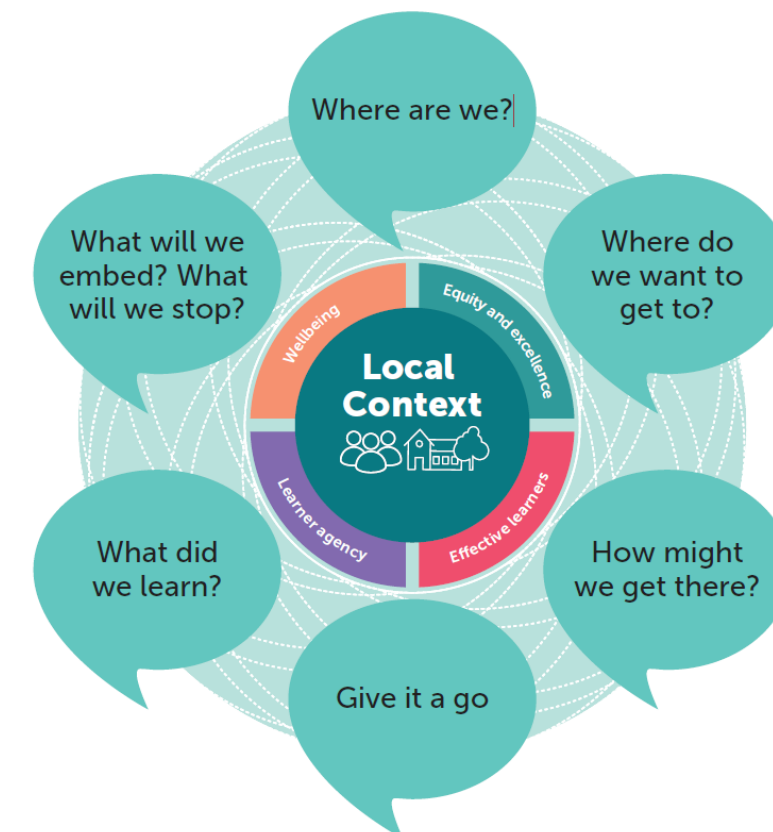 Where are we?
Where do
we want to
get to?
How might
we get there?
Give it a go
What did
we learn?
What will we
embed? What
will we stop?
Wellbeing
Equity and excellence
Effective learners
Learner agency
Local
Context